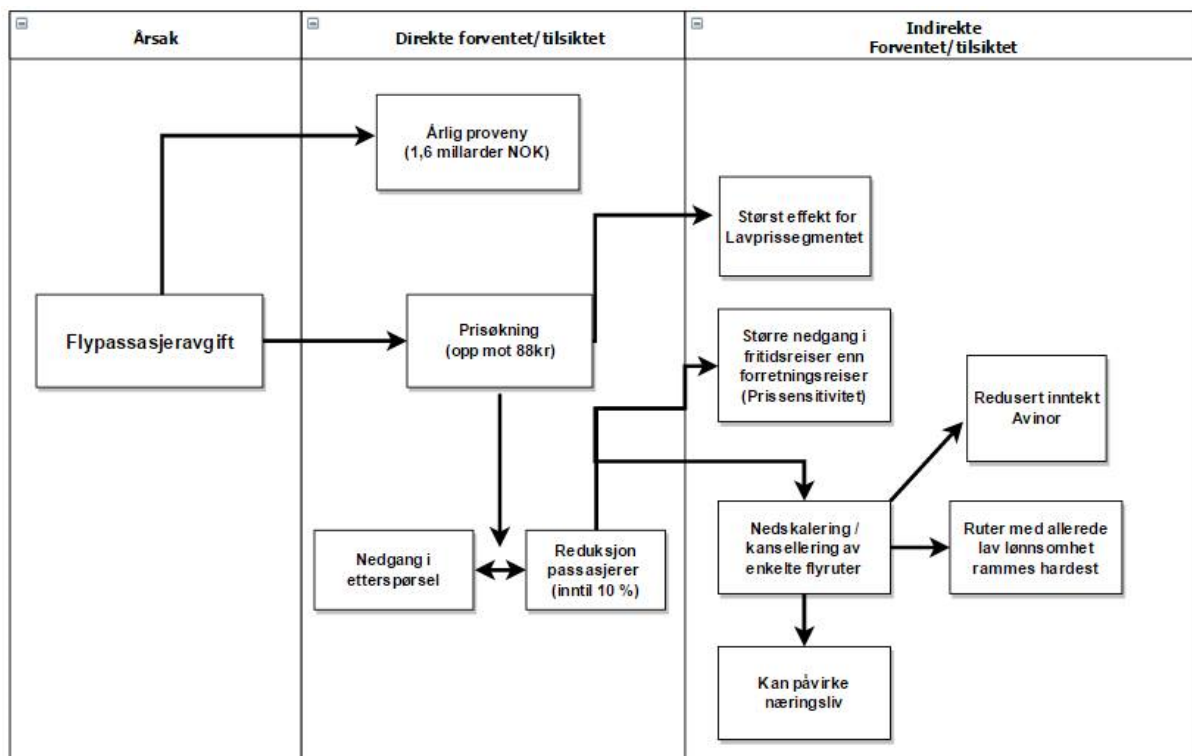 Årsak
Direkte forventet/tilsiktet
Indirekte
Forventet/tilsiktet
Årlig proveny
(1,6 millarder NOK)
Størst effekt for
Lavprissegmentet
Flypassasjeravgift
Prisøkning
(opp mot 88kr)
Større nedgang i
fritidsreiser enn
forretningsreiser
(Prissensitivitet)
Redusert inntekt
Avinor
Nedgang i
etterspørsel
Reduksjon
passasjerer
(inntil 10 %)
Nedskalering /
kansellering av
enkelte flyruter
Ruter med allerede
lav lønnsomhet
rammes hardest
Kan påvirke
næringsliv